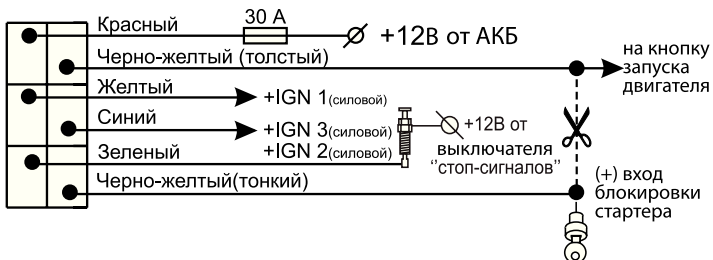 Красный
30 А
+12В от АКБ
Черно-желтый (толстый)
на кнопку
запуска
двигателя
Желтый
+IGN 1(силовой)
Синий
+IGN 3(силовой)
+12В от
выключателя
“стоп-сигналов”
Зеленый
+IGN 2(силовой)
Черно-желтый(тонкий)
(+) вход
блокировки
стартера